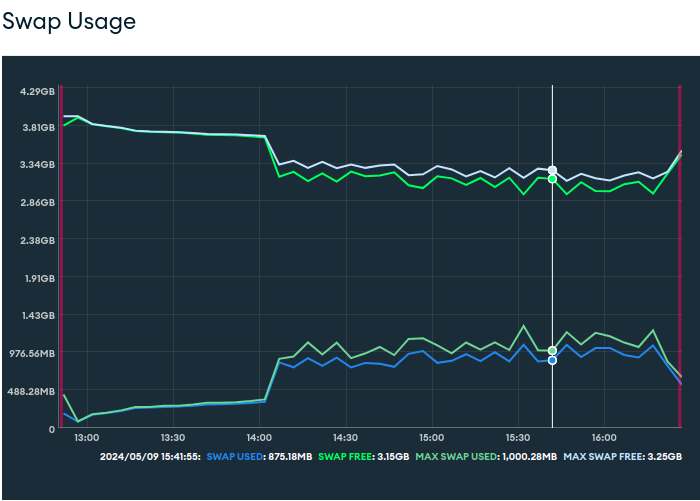 Swap Usage
4.29GB
3.81GB
3.34GB
2.86GB
2.38GB
1.91GB
1.43GB
976.56MB
488.28MB
0
13:00 13:30 14:00 14:30 15:00 15:30 16:00
2024/05/09 15:41:55: SWAP USED: 875.18MB SWAP FREE: 3.15GB MAX SWAP USED: 1,000.28MB MAX SWAP FREE: 3.25GB